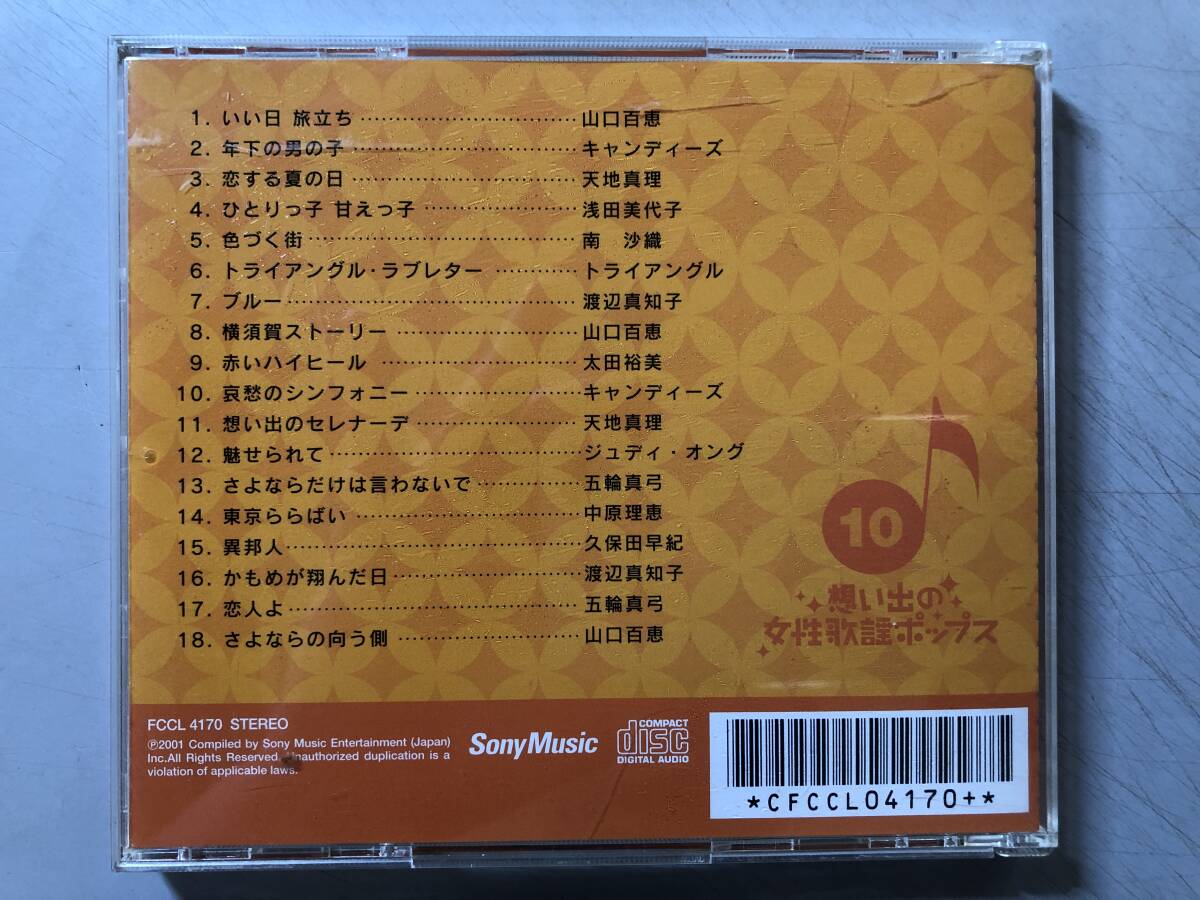 1. いい日 旅立ち ………………………… 山口百恵
2. 年下の男の子 ………………………… キャンディーズ
3. 恋する夏の日 ………………………… 天地真理
4. ひとりっ子 甘えっ子 ………………… 浅田美代子
5. 色づく街 ……………………………… 南　沙織
6. トライアングル・ラブレター ………… トライアングル
7. ブルー ………………………………… 渡辺真知子
8. 横須賀ストーリー …………………… 山口百恵
9. 赤いハイヒール ……………………… 太田裕美
10. 哀愁のシンフォニー ………………… キャンディーズ
11. 想い出のセレナーデ ………………… 天地真理
12. 魅せられて …………………………… ジュディ・オング
13. さよならだけは言わないで ………… 五輪真弓
14. 東京ららばい ………………………… 中原理恵
15. 異邦人 ………………………………… 久保田早紀
16. かもめが翔んだ日 …………………… 渡辺真知子
17. 恋人よ ………………………………… 五輪真弓
18. さよならの向う側 …………………… 山口百恵
10
想い出の
女性歌謡ポップス
FCCL 4170 STEREO
℗2001 Compiled by Sony Music Entertainment (Japan)
Inc.All Rights Reserved. Unauthorized duplication is a
violation of applicable laws.
SonyMusic
COMPACT
disc
DIGITAL AUDIO
*CFCCL04170+*